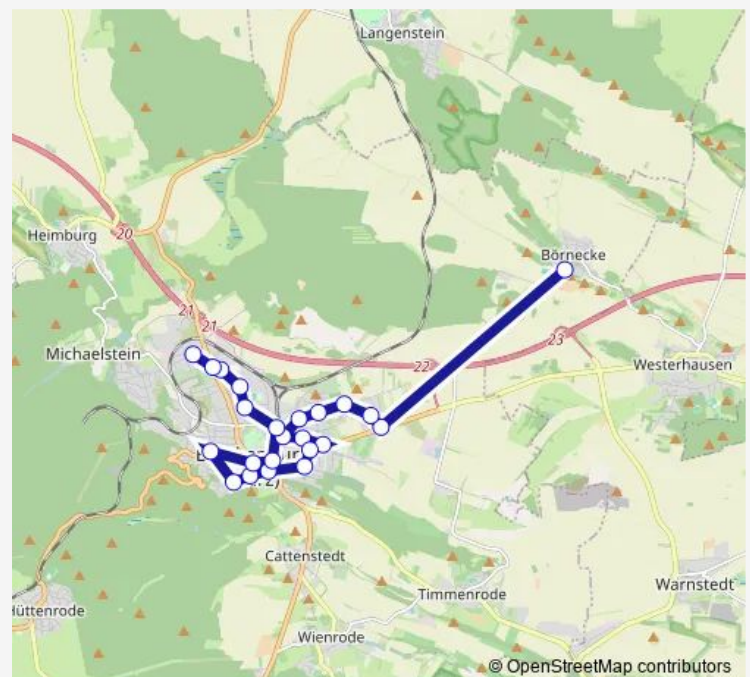 Langenstein
Heimburg
20
Börnecke
21
21
Michaelstein
22
23
Westerhausen
Cattenstedt
Timmenrode
Warnstedt
Hüttenrode
Wienrode
© OpenStreetMap contributors